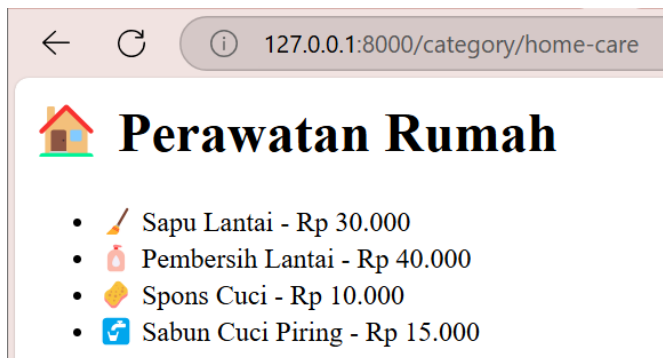 127.0.0.1:8000/category/home-care
🏠 Perawatan Rumah
• 🧹 Sapu Lantai - Rp 30.000
• 🧴 Pembersih Lantai - Rp 40.000
• 🧽 Spons Cuci - Rp 10.000
• 🚰 Sabun Cuci Piring - Rp 15.000